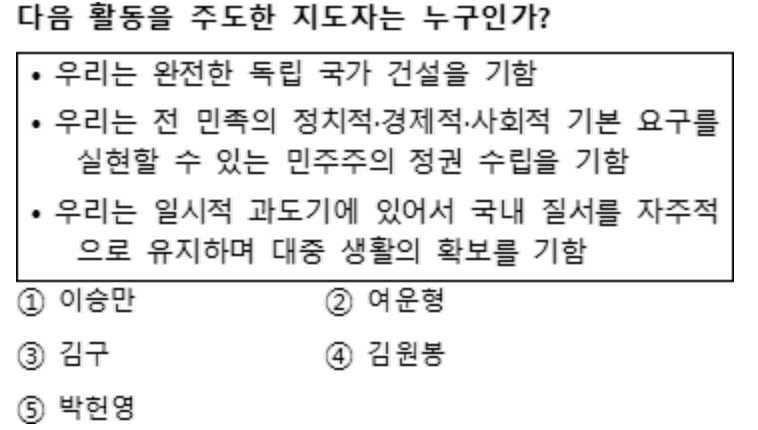 다음 활동을 주도한 지도자는 누구인가?
• 우리는 완전한 독립 국가 건설을 기함
• 우리는 전 민족의 정치적·경제적·사회적 기본 요구를
실현할 수 있는 민주주의 정권 수립을 기함
• 우리는 일시적 과도기에 있어서 국내 질서를 자주적
으로 유지하며 대중 생활의 확보를 기함
① 이승만 ② 여운형
③ 김구 ④ 김원봉
⑤ 박헌영